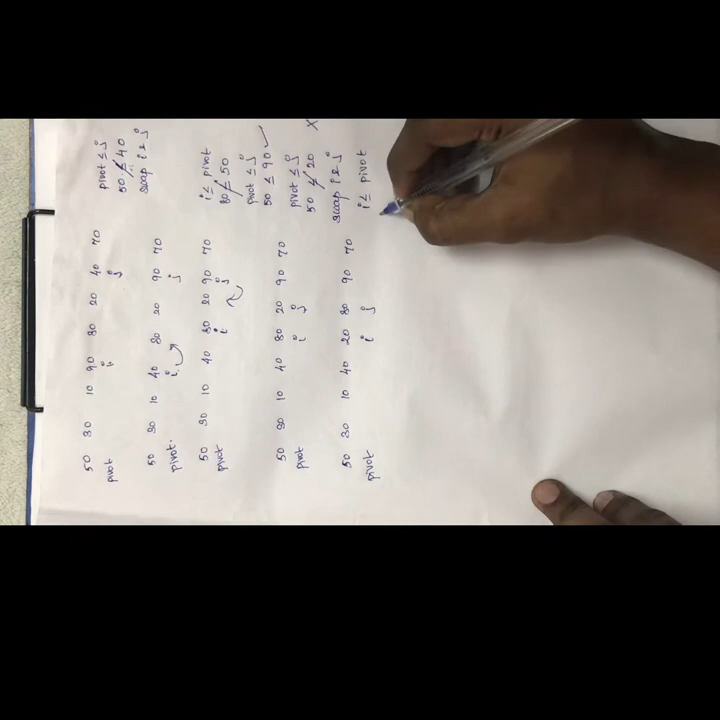 pivot ≤ j
50 ≤ 40
swap i & j
50 30 10 90 80 20 40 70
pivot i j
50 30 10 40 80 20 90 70
pivot. i j
i ≤ pivot
80 ≤ 50
50 30 10 40 80 20 90 70
pivot i j
pivot ≤ j
50 ≤ 90 ✓
50 30 10 40 80 20 90 70
pivot i j
pivot ≤ j
50 ≤ 20 x
swap i & j
50 30 10 40 20 80 90 70
pivot i j
i ≤ pivot